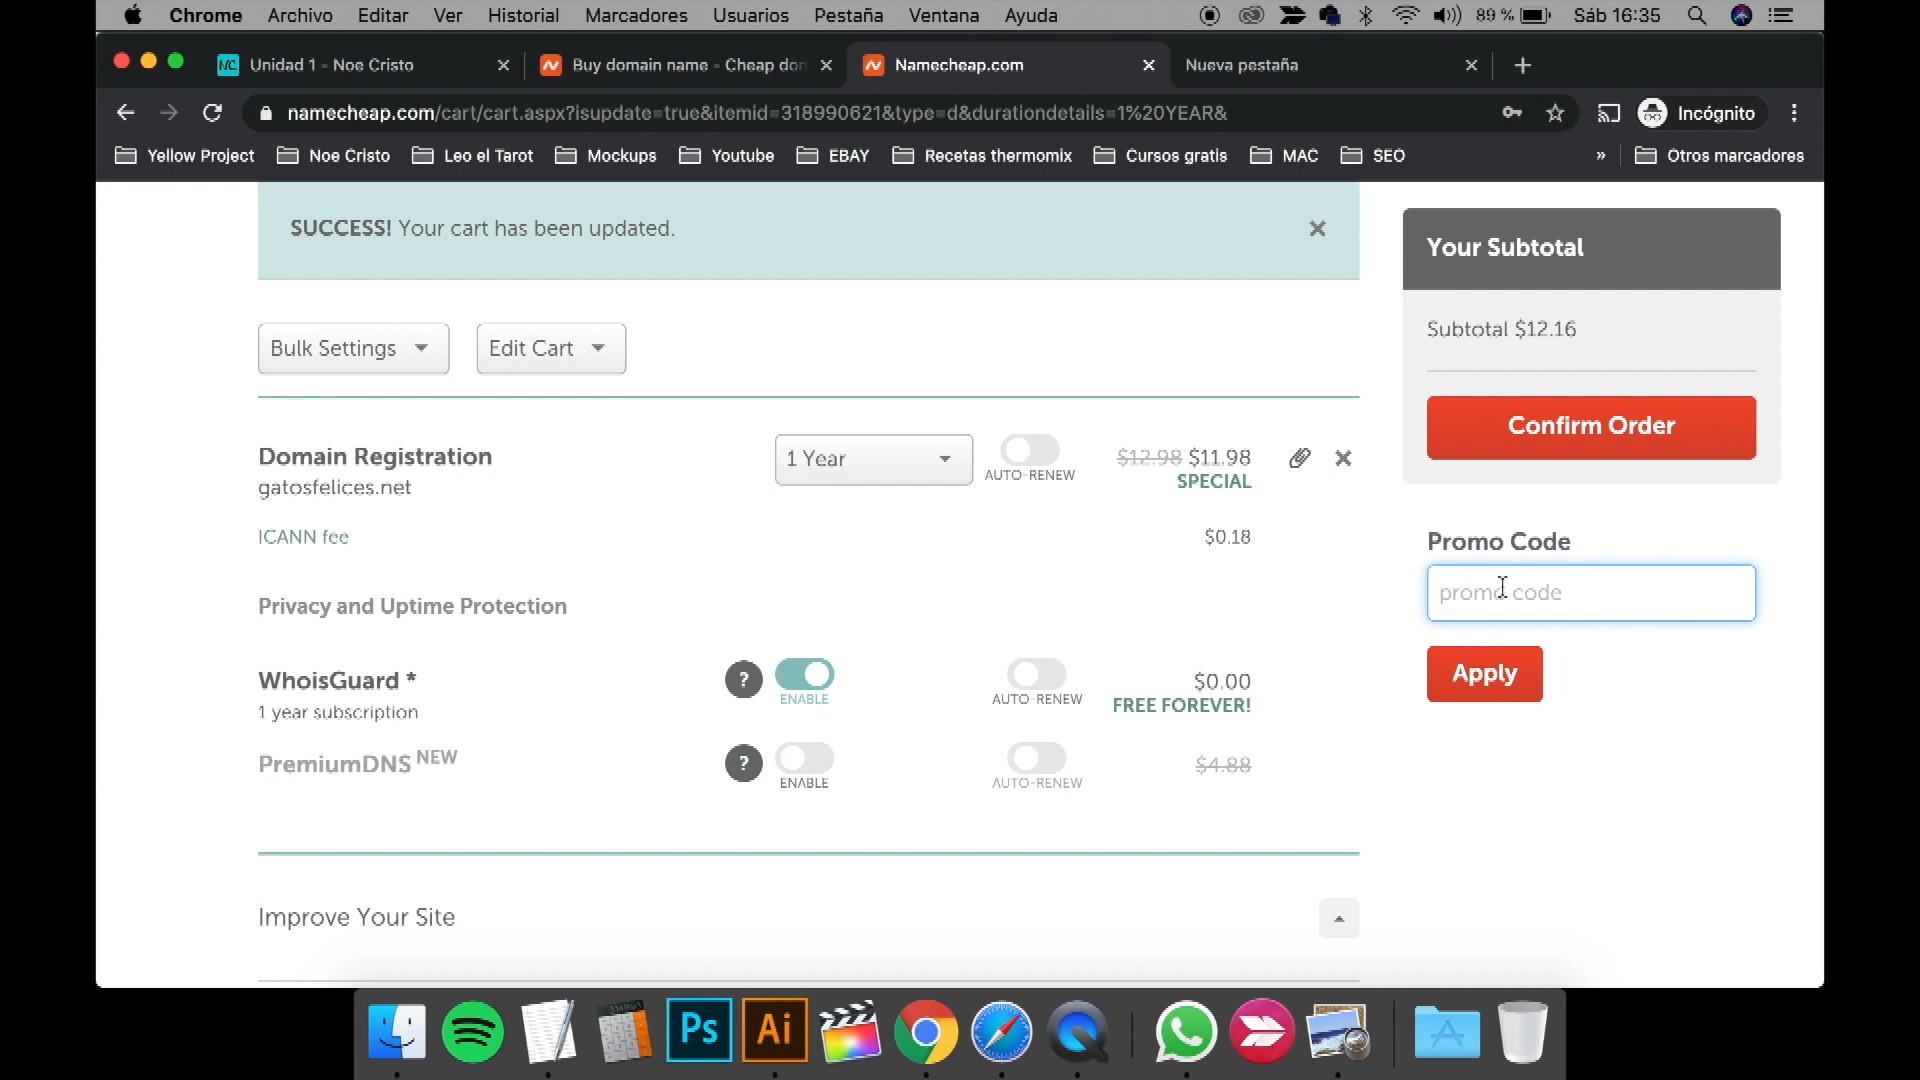 Chrome Archivo Editar Ver Historial Marcadores Usuarios Pestaña Ventana Ayuda 89 % Sáb 16:35
NC Unidad 1 - Noe Cristo Buy domain name - Cheap dom Namecheap.com Nueva pestaña
namecheap.com/cart/cart.aspx?isupdate=true&itemid=318990621&type=d&durationdetails=1%20YEAR& Incógnito
Yellow Project Noe Cristo Leo el Tarot Mockups Youtube EBAY Recetas thermomix Cursos gratis MAC SEO » Otros marcadores
SUCCESS! Your cart has been updated.
Your Subtotal
Subtotal $12.16
Confirm Order
Bulk Settings Edit Cart
Domain Registration 1 Year $12.98 $11.98
AUTO-RENEW SPECIAL
gatosfelices.net
ICANN fee $0.18
Promo Code
promo code
Apply
Privacy and Uptime Protection
WhoisGuard * ? $0.00
ENABLE AUTO-RENEW FREE FOREVER!
1 year subscription
PremiumDNS NEW ? $4.88
ENABLE AUTO-RENEW
Improve Your Site
Ps Ai